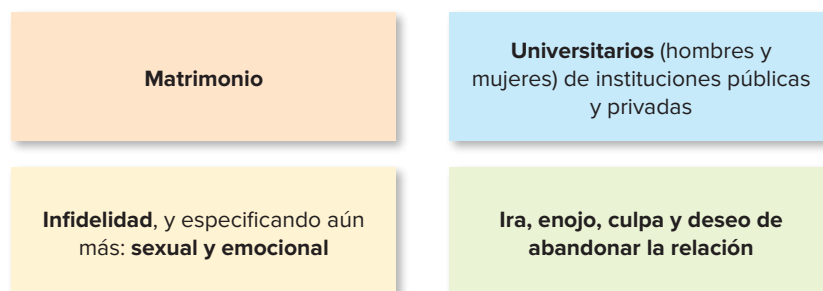 Matrimonio
Universitarios (hombres y
mujeres) de instituciones públicas
y privadas
Infidelidad, y especificando aún
más: sexual y emocional
Ira, enojo, culpa y deseo de
abandonar la relación